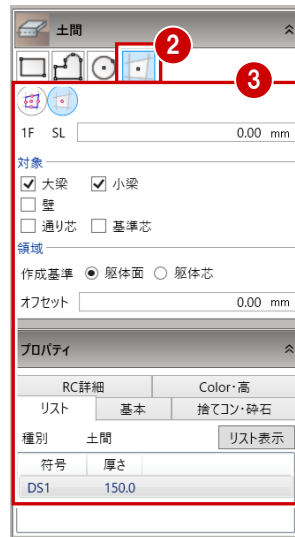 土間
2
3
1F SL 0.00 mm
対象
大梁 小梁
壁
通り芯 基準芯
領域
作成基準 躯体面 躯体芯
オフセット 0.00 mm
プロパティ
RC詳細 Color・高
リスト 基本 捨てコン・砕石
種別 土間 リスト表示
符号 厚さ
DS1 150.0